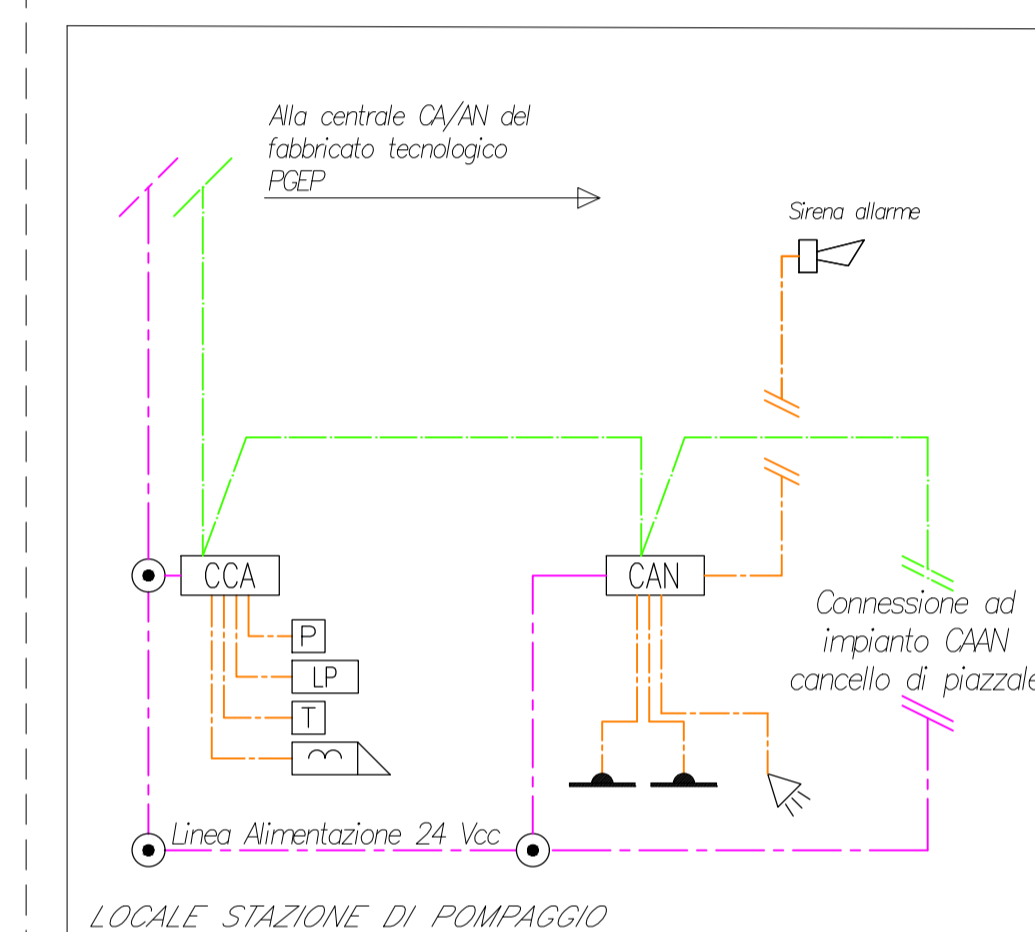 Alla centrale CA/AN del
fabbricato tecnologico
PGEP
Sirena allarme
CCA
CAN
P
LP
T
Connessione ad
impianto CAAN
cancello di piazzale
Linea Alimentazione 24 Vcc
LOCALE STAZIONE DI POMPAGGIO